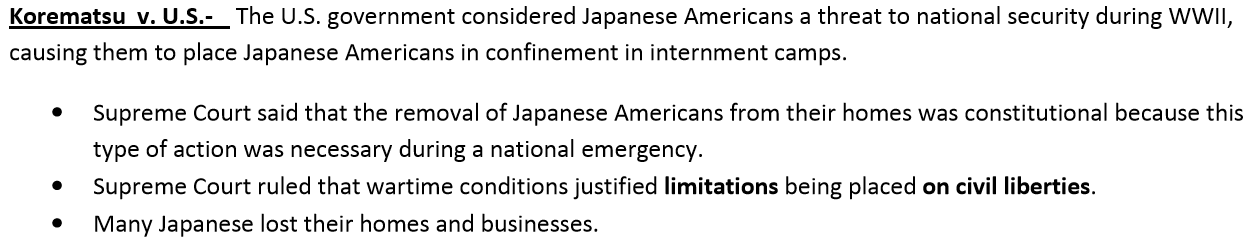 Korematsu v. U.S.- The U.S. government considered Japanese Americans a threat to national security during WWII,
causing them to place Japanese Americans in confinement in internment camps.
• Supreme Court said that the removal of Japanese Americans from their homes was constitutional because this
type of action was necessary during a national emergency.
• Supreme Court ruled that wartime conditions justified limitations being placed on civil liberties.
• Many Japanese lost their homes and businesses.